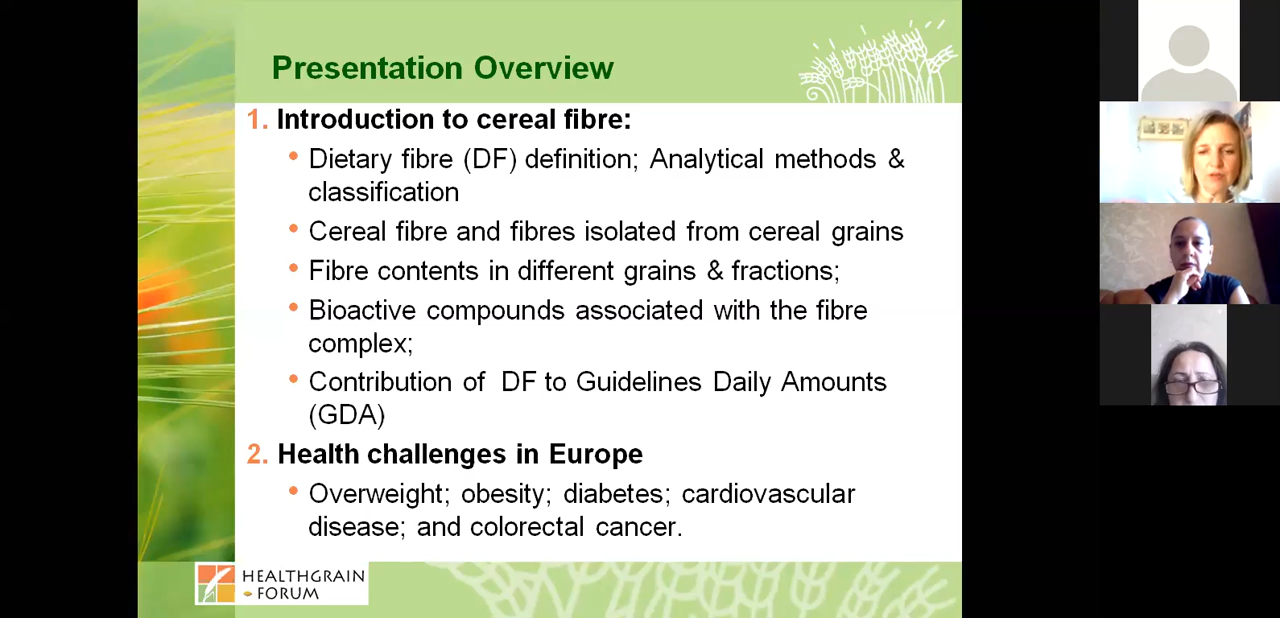 Presentation Overview
1. Introduction to cereal fibre:
• Dietary fibre (DF) definition; Analytical methods &
classification
• Cereal fibre and fibres isolated from cereal grains
• Fibre contents in different grains & fractions;
• Bioactive compounds associated with the fibre
complex;
• Contribution of DF to Guidelines Daily Amounts
(GDA)
2. Health challenges in Europe
• Overweight; obesity; diabetes; cardiovascular
disease; and colorectal cancer.
HEALTHGRAIN
FORUM